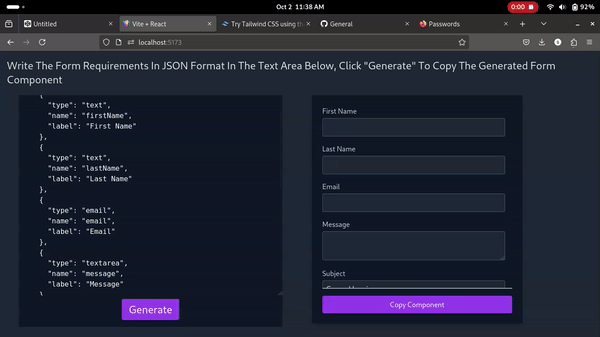 Oct 2 11:38 AM
0:00
92%
Untitled
Vite + React
Try Tailwind CSS using th
General
Passwords
localhost:5173
Write The Form Requirements In JSON Format In The Text Area Below, Click "Generate" To Copy The Generated Form
Component
{
"type": "text",
"name": "firstName",
"label": "First Name"
},
{
"type": "text",
"name": "lastName",
"label": "Last Name"
},
{
"type": "email",
"name": "email",
"label": "Email"
},
{
"type": "textarea",
"name": "message",
"label": "Message"
Generate
First Name
Last Name
Email
Message
Subject
Copy Component